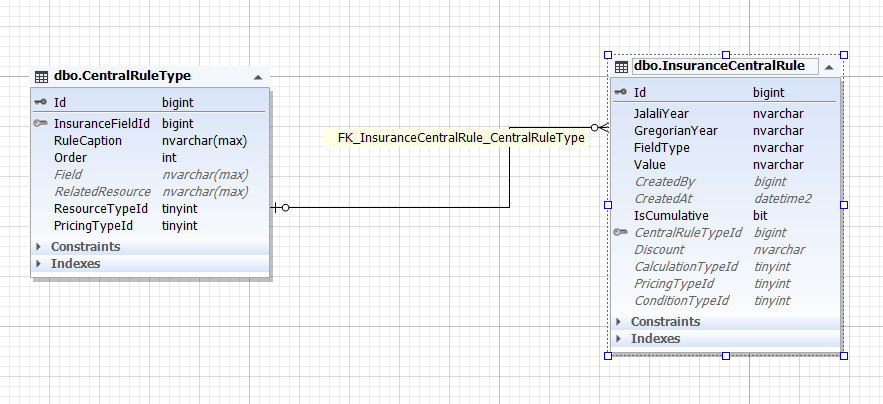 dbo.CentralRuleType
Id bigint
InsuranceFieldId bigint
RuleCaption nvarchar(max)
Order int
Field nvarchar(max)
RelatedResource nvarchar(max)
ResourceTypeId tinyint
PricingTypeId tinyint
Constraints
Indexes
FK_InsuranceCentralRule_CentralRuleType
dbo.InsuranceCentralRule
Id bigint
JalaliYear nvarchar
GregorianYear nvarchar
FieldType nvarchar
Value nvarchar
CreatedBy bigint
CreatedAt datetime2
IsCumulative bit
CentralRuleTypeId bigint
Discount nvarchar
CalculationTypeId tinyint
PricingTypeId tinyint
ConditionTypeId tinyint
Constraints
Indexes